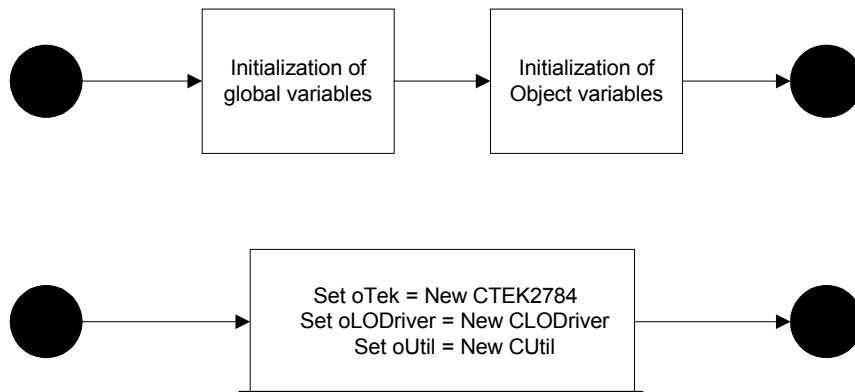 Initialization of
global variables
Initialization of
Object variables
Set oTek = New CTEK2784
Set oLODriver = New CLODriver
Set oUtil = New CUtil